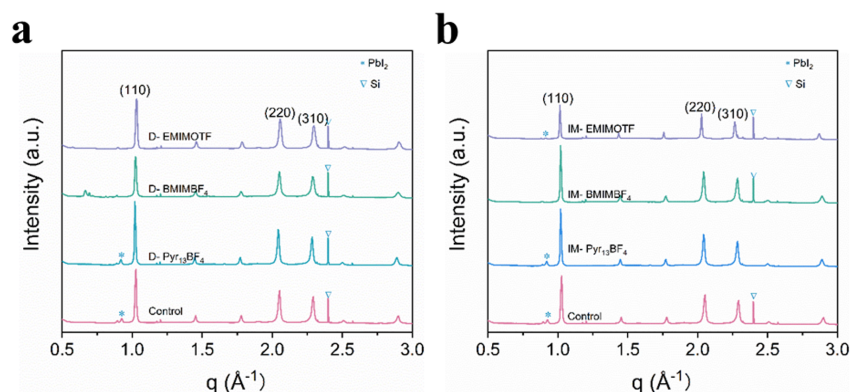 a
Intensity (a.u.)
* PbI₂
▽ Si
(110)
(220)
(310)
D- EMIMOTF
D- BMIMBF₄
D- Pyr₁₃BF₄
*
Control
*
0.5 1.0 1.5 2.0 2.5 3.0
q (Å⁻¹)
b
Intensity (a.u.)
* PbI₂
▽ Si
(110)
(220)
(310)
*
IM- EMIMOTF
IM- BMIMBF₄
*
IM- Pyr₁₃BF₄
*
Control
0.5 1.0 1.5 2.0 2.5 3.0
q (Å⁻¹)